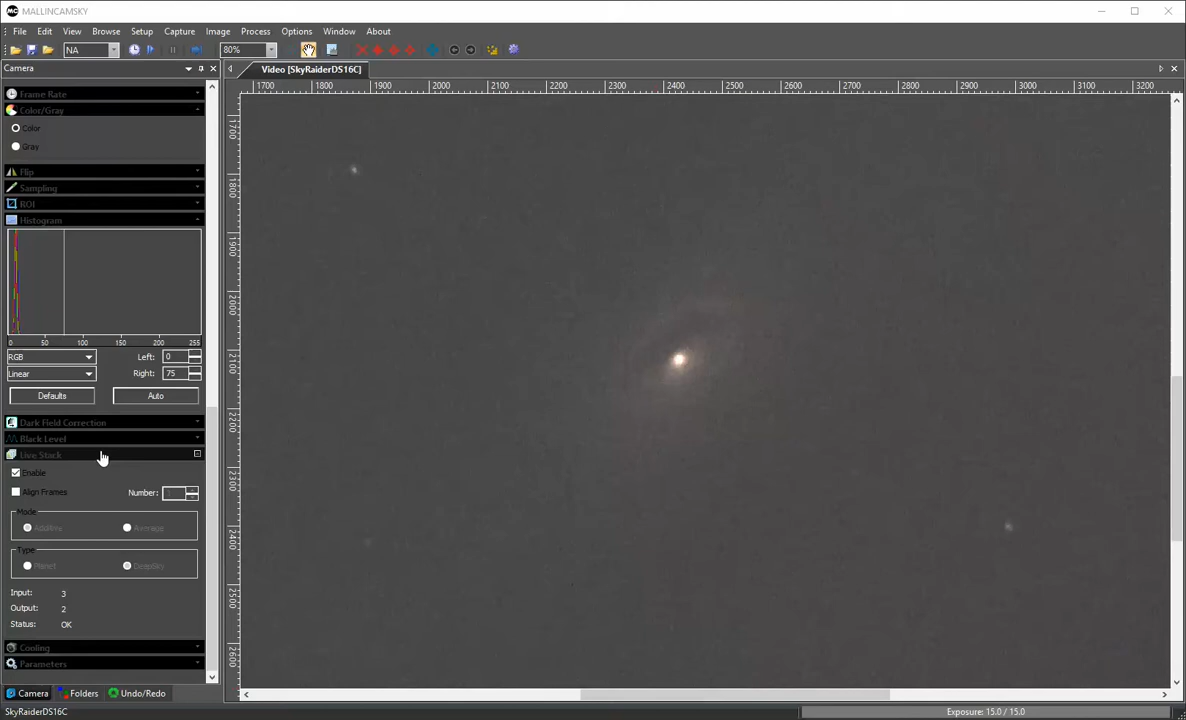 MALLINCAMSKY
File Edit View Browse Setup Capture Image Process Options Window About
NA 80%
Camera
Video [SkyRaiderDS16C]
1700 1800 1900 2000 2100 2200 2300 2400 2500 2600 2700 2800 2900 3000 3100 3200
1700
1800
1900
2000
2100
2200
2300
2400
2500
2600
Frame Rate
Color/Gray
Color
Gray
Flip
Sampling
ROI
Histogram
0 50 100 150 200 255
RGB Left: 0
Linear Right: 75
Defaults Auto
Dark Field Correction
Black Level
Live Stack
Enable
Align Frames Number:
Mode
Additive Average
Type
Planet DeepSky
Input: 3
Output: 2
Status: OK
Cooling
Parameters
Camera Folders Undo/Redo
SkyRaiderDS16C Exposure: 15.0 / 15.0